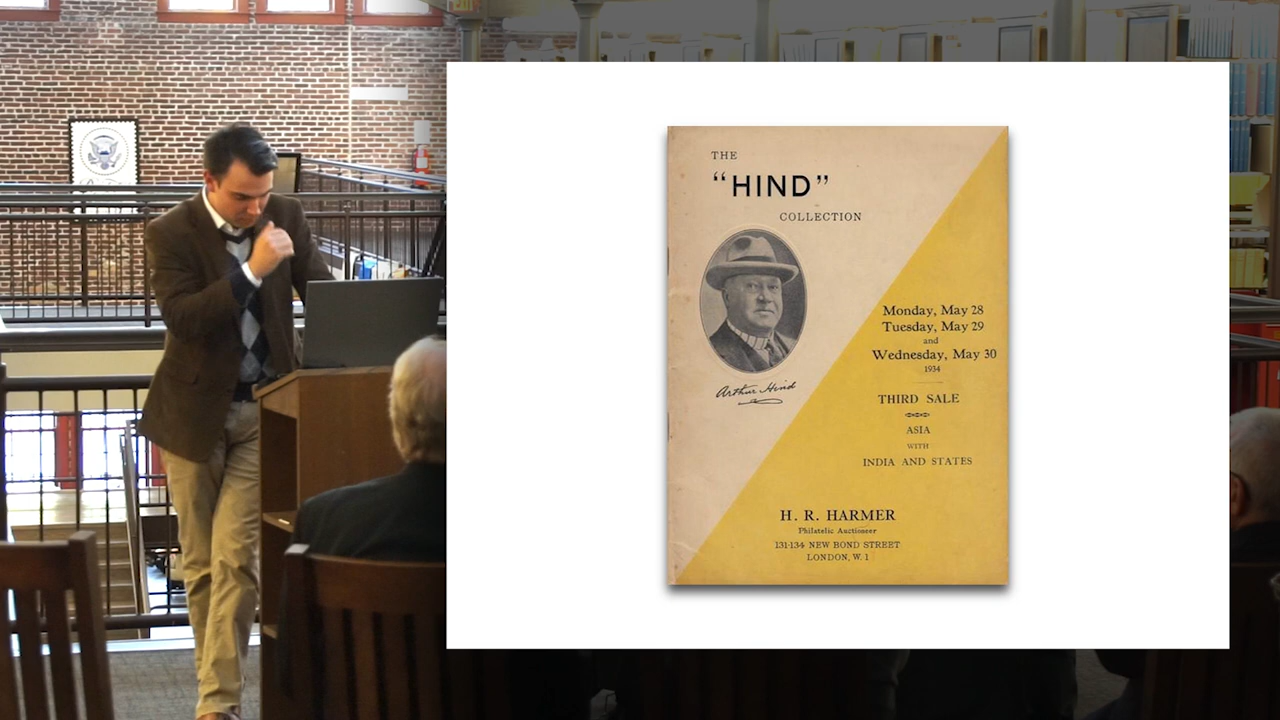 THE
“HIND”
COLLECTION
Arthur Hind
Monday, May 28
Tuesday, May 29
and
Wednesday, May 30
1934
THIRD SALE
ASIA
WITH
INDIA AND STATES
H. R. HARMER
Philatelic Auctioneer
131-134 NEW BOND STREET
LONDON, W. 1
EXIT